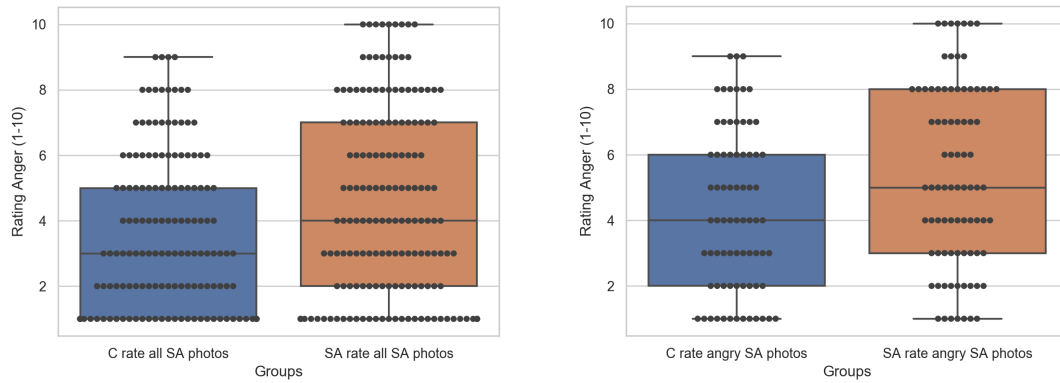 10
8
6
4
2
Rating Anger (1-10)
C rate all SA photos
SA rate all SA photos
Groups
10
8
6
4
2
Rating Anger (1-10)
C rate angry SA photos
SA rate angry SA photos
Groups